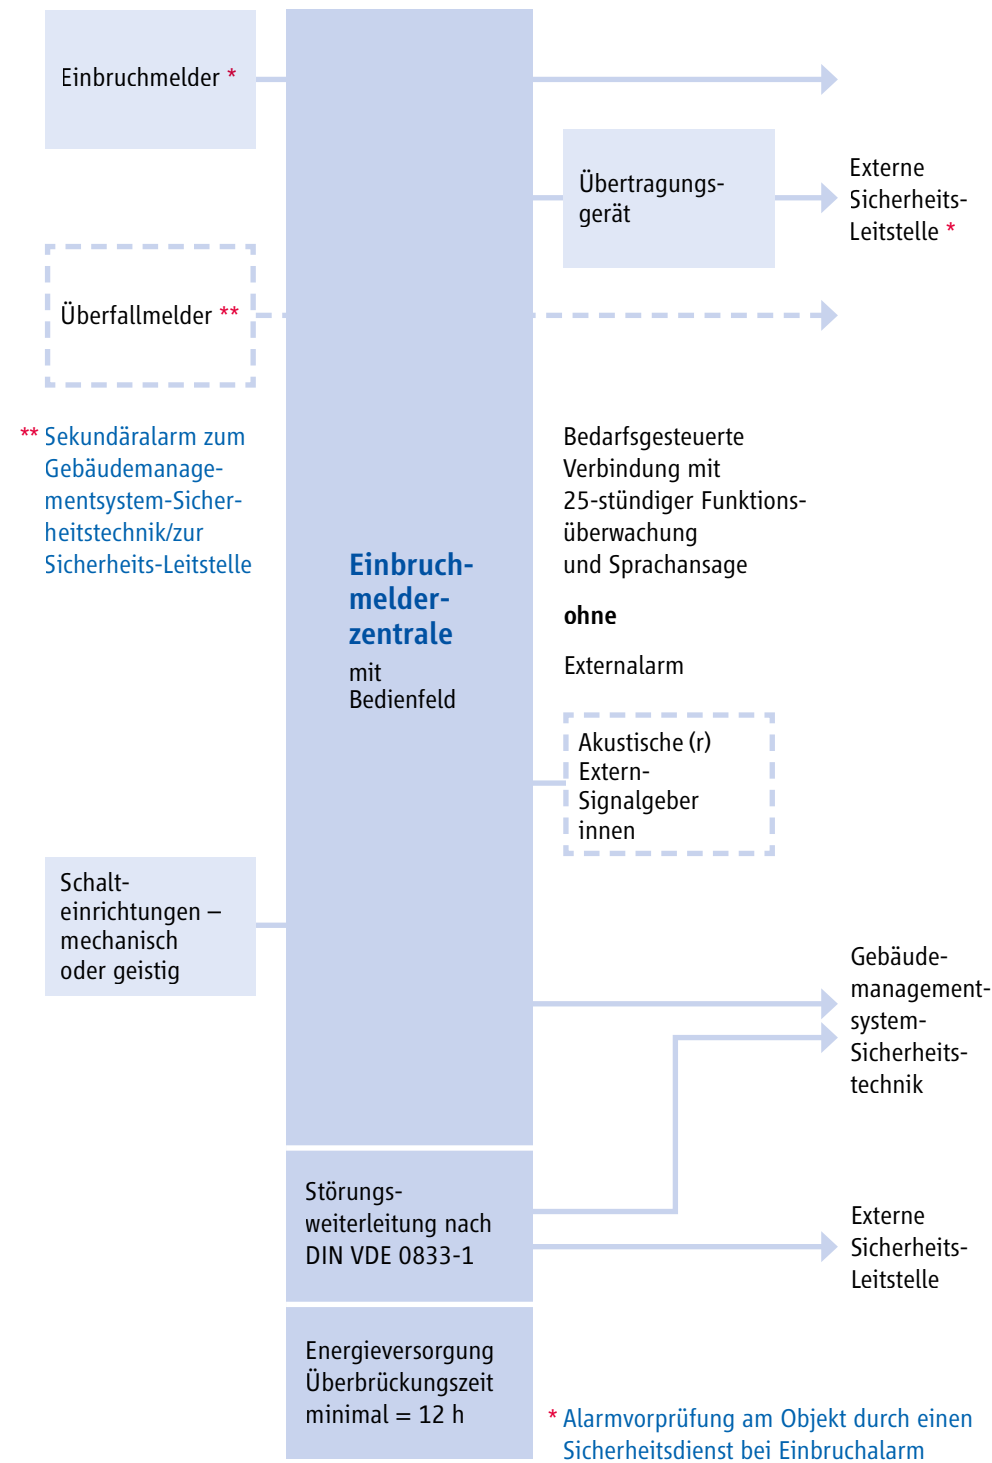 Einbruchmelder *
Übertragungs-
gerät
Externe
Sicherheits-
Leitstelle *
Überfallmelder **
** Sekundäralarm zum
Gebäudemanage-
mentsystem-Sicher-
heitstechnik/zur
Sicherheits-Leitstelle
Bedarfsgesteuerte
Verbindung mit
25-stündiger Funktions-
überwachung
und Sprachansage
ohne
Externalarm
Einbruch-
melder-
zentrale
mit
Bedienfeld
Akustische (r)
Extern-
Signalgeber
innen
Schalt-
einrichtungen –
mechanisch
oder geistig
Gebäude-
management-
system-
Sicherheits-
technik
Störungs-
weiterleitung nach
DIN VDE 0833-1
Externe
Sicherheits-
Leitstelle
Energieversorgung
Überbrückungszeit
minimal = 12 h
* Alarmvorprüfung am Objekt durch einen
Sicherheitsdienst bei Einbruchalarm